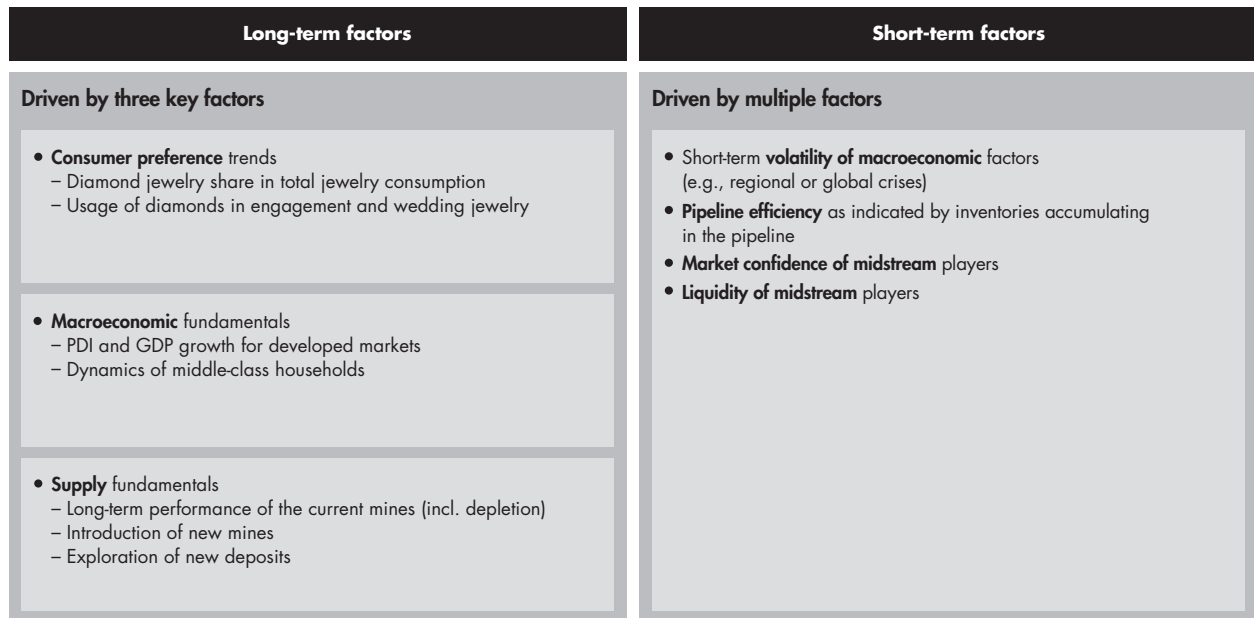 Long-term factors
Driven by three key factors
• Consumer preference trends
– Diamond jewelry share in total jewelry consumption
– Usage of diamonds in engagement and wedding jewelry
• Macroeconomic fundamentals
– PDI and GDP growth for developed markets
– Dynamics of middle-class households
• Supply fundamentals
– Long-term performance of the current mines (incl. depletion)
– Introduction of new mines
– Exploration of new deposits
Short-term factors
Driven by multiple factors
• Short-term volatility of macroeconomic factors
(e.g., regional or global crises)
• Pipeline efficiency as indicated by inventories accumulating
in the pipeline
• Market confidence of midstream players
• Liquidity of midstream players